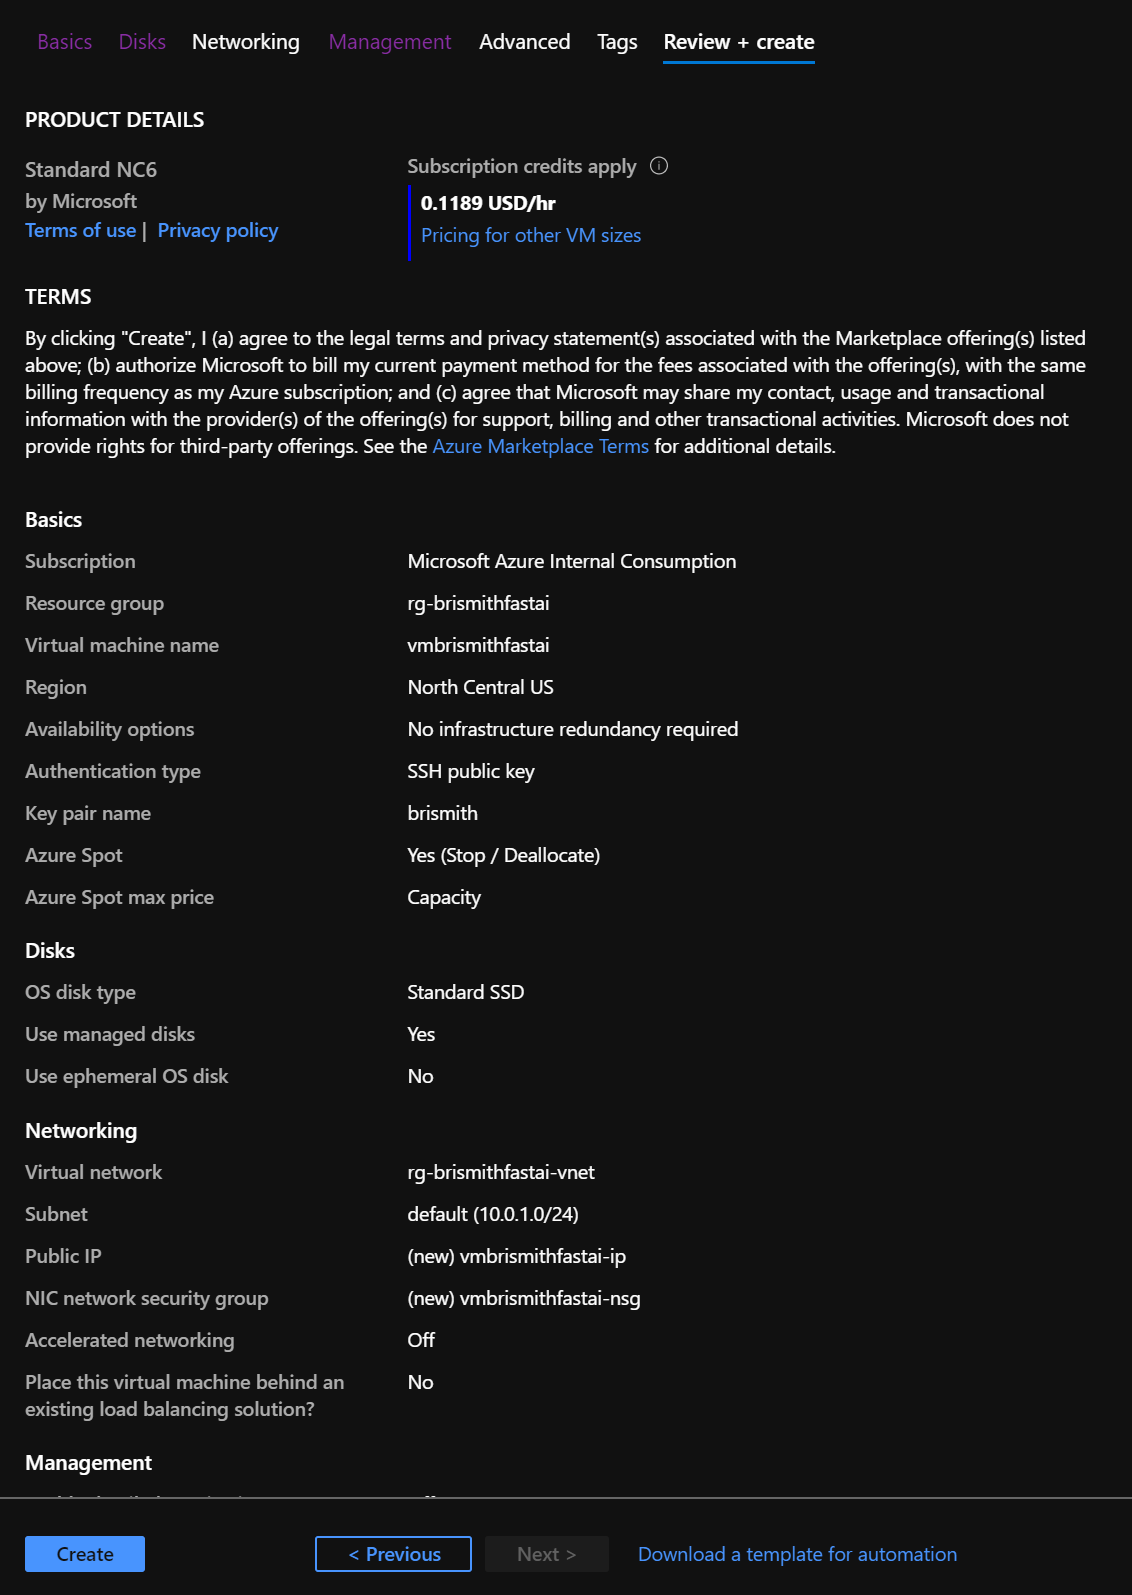 Basics Disks Networking Management Advanced Tags Review + create
PRODUCT DETAILS
Standard NC6
by Microsoft
Terms of use | Privacy policy
Subscription credits apply
0.1189 USD/hr
Pricing for other VM sizes
TERMS
By clicking "Create", I (a) agree to the legal terms and privacy statement(s) associated with the Marketplace offering(s) listed
above; (b) authorize Microsoft to bill my current payment method for the fees associated with the offering(s), with the same
billing frequency as my Azure subscription; and (c) agree that Microsoft may share my contact, usage and transactional
information with the provider(s) of the offering(s) for support, billing and other transactional activities. Microsoft does not
provide rights for third-party offerings. See the Azure Marketplace Terms for additional details.
Basics
Subscription Microsoft Azure Internal Consumption
Resource group rg-brismithfastai
Virtual machine name vmbrismithfastai
Region North Central US
Availability options No infrastructure redundancy required
Authentication type SSH public key
Key pair name brismith
Azure Spot Yes (Stop / Deallocate)
Azure Spot max price Capacity
Disks
OS disk type Standard SSD
Use managed disks Yes
Use ephemeral OS disk No
Networking
Virtual network rg-brismithfastai-vnet
Subnet default (10.0.1.0/24)
Public IP (new) vmbrismithfastai-ip
NIC network security group (new) vmbrismithfastai-nsg
Accelerated networking Off
Place this virtual machine behind an No
existing load balancing solution?
Management
Create < Previous Next > Download a template for automation